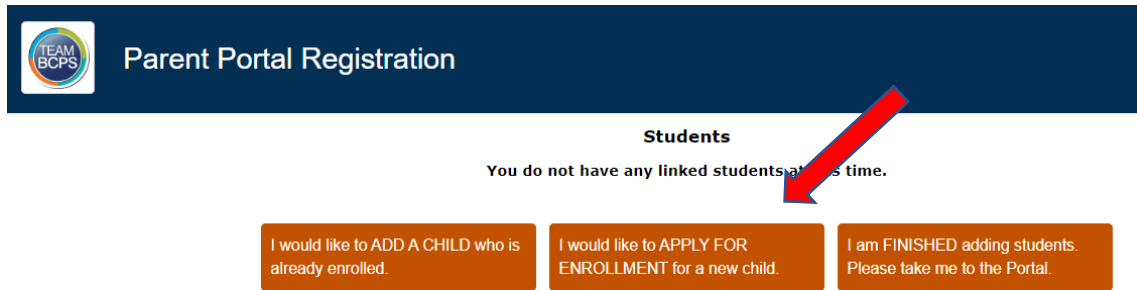 TEAM
BCPS
Parent Portal Registration
Students
You do not have any linked students time.
I would like to ADD A CHILD who is
already enrolled.
I would like to APPLY FOR
ENROLLMENT for a new child.
I am FINISHED adding students.
Please take me to the Portal.